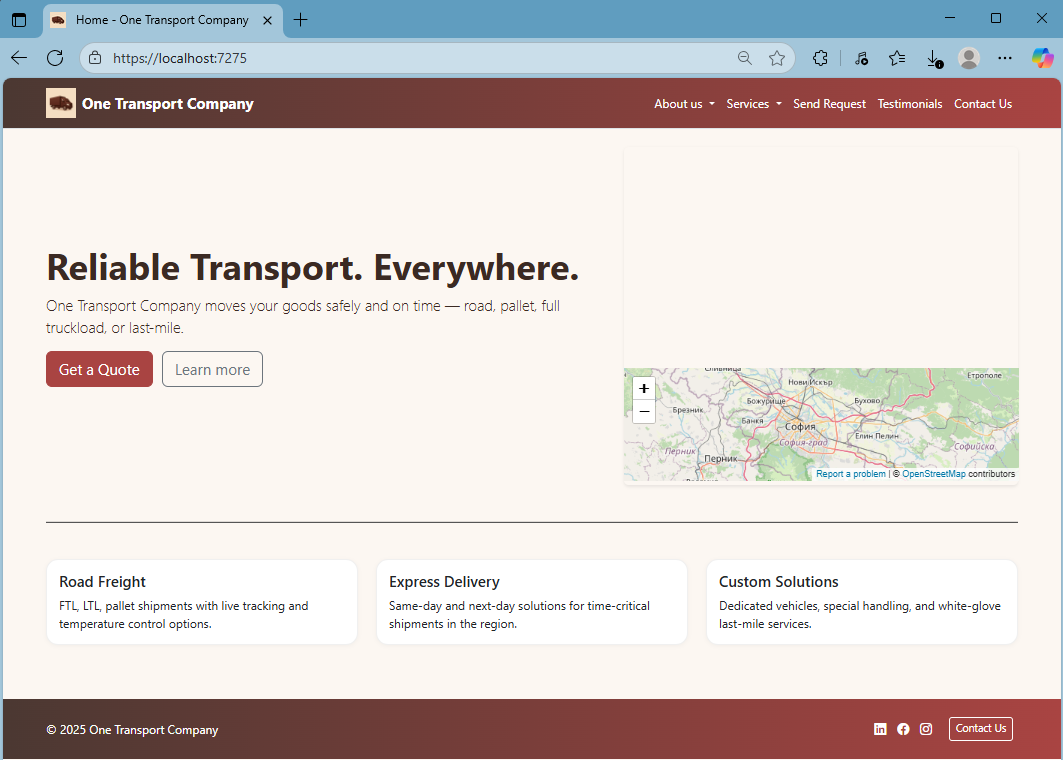 Home - One Transport Company
https://localhost:7275
One Transport Company
About us Services Send Request Testimonials Contact Us
Reliable Transport. Everywhere.
One Transport Company moves your goods safely and on time — road, pallet, full
truckload, or last-mile.
Get a Quote Learn more
Етрополе
Нови Искър
Божурище
Бухово
Брезник
Банка
София
София-град
Елин Пелин
Софийска
Перник
Перник
+
−
Report a problem | © OpenStreetMap contributors
Road Freight
FTL, LTL, pallet shipments with live tracking and
temperature control options.
Express Delivery
Same-day and next-day solutions for time-critical
shipments in the region.
Custom Solutions
Dedicated vehicles, special handling, and white-glove
last-mile services.
© 2025 One Transport Company
Contact Us